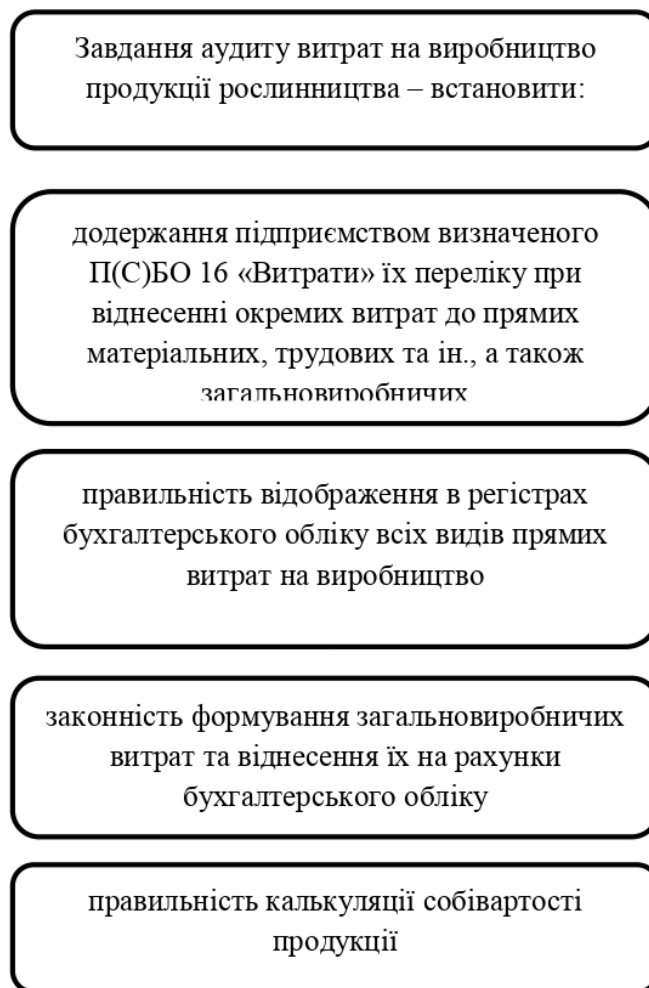 Завдання аудиту витрат на виробництво
продукції рослинництва – встановити:
додержання підприємством визначеного
П(С)БО 16 «Витрати» їх переліку при
віднесенні окремих витрат до прямих
матеріальних, трудових та ін., а також
загальновиробничих
правильність відображення в регістрах
бухгалтерського обліку всіх видів прямих
витрат на виробництво
законність формування загальновиробничих
витрат та віднесення їх на рахунки
бухгалтерського обліку
правильність калькуляції собівартості
продукції